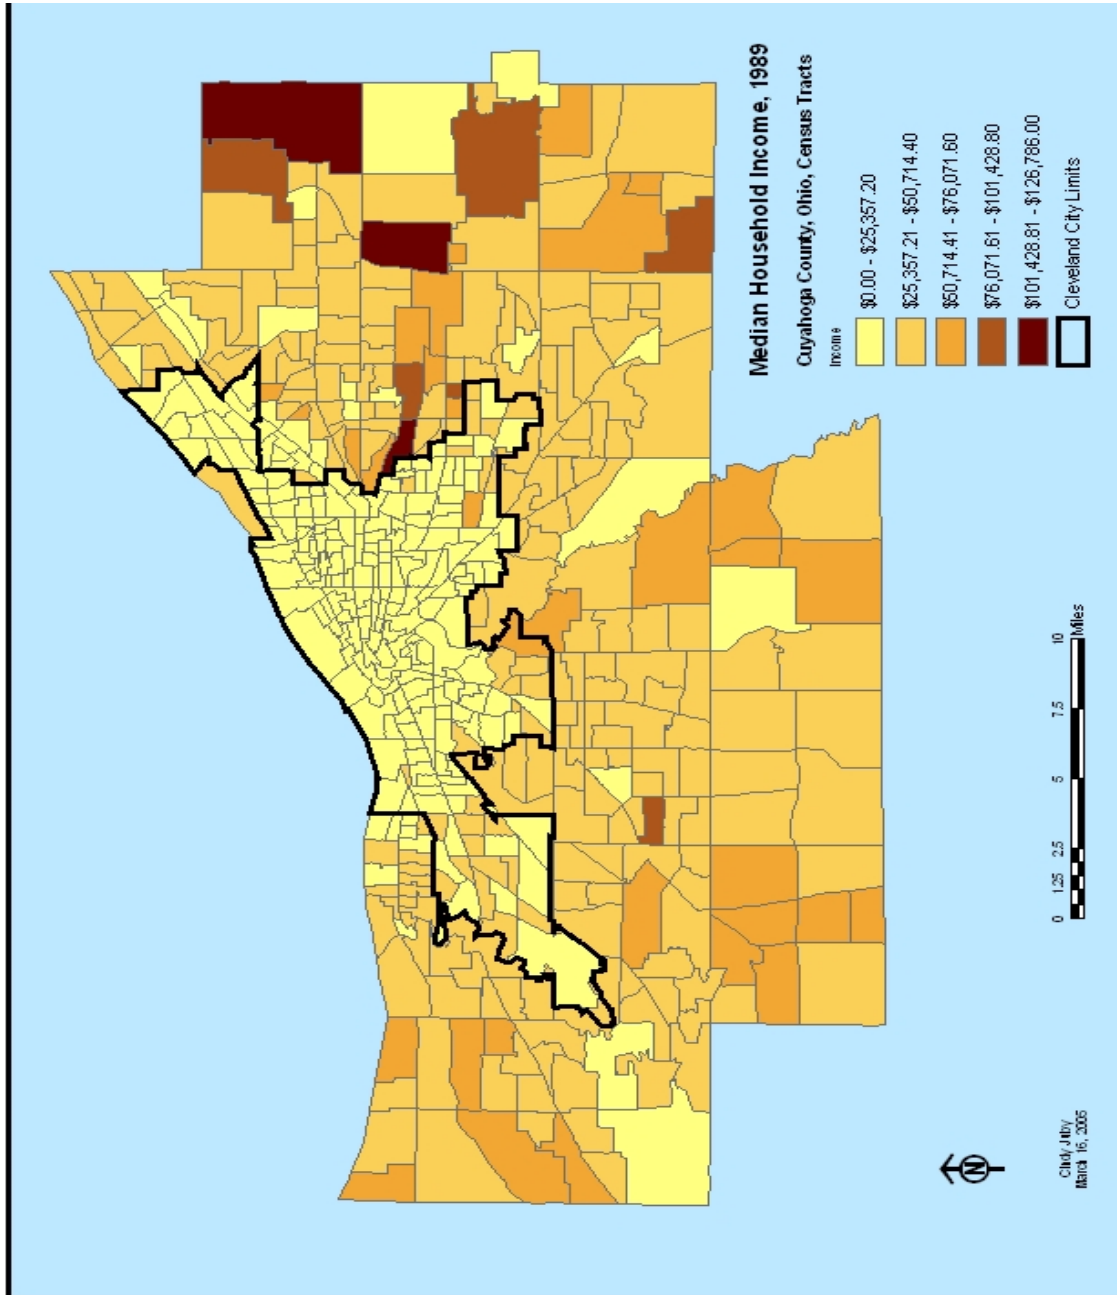 Median Household Income, 1989
Cuyahoga County, Ohio, Census Tracts
Income
$0.00 - $25,357.20
$25,357.21 - $50,714.40
$50,714.41 - $76,071.60
$76,071.61 - $101,428.80
$101,428.81 - $126,786.00
Cleveland City Limits
0 1.25 2.5 5 7.5 10
Miles
N
March 16, 2005